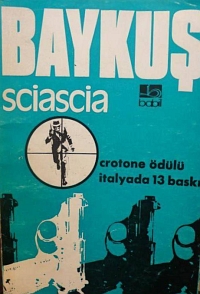 BAYKUŞ
sciascia
babil
crotone ödülü
italyada 13 baskı